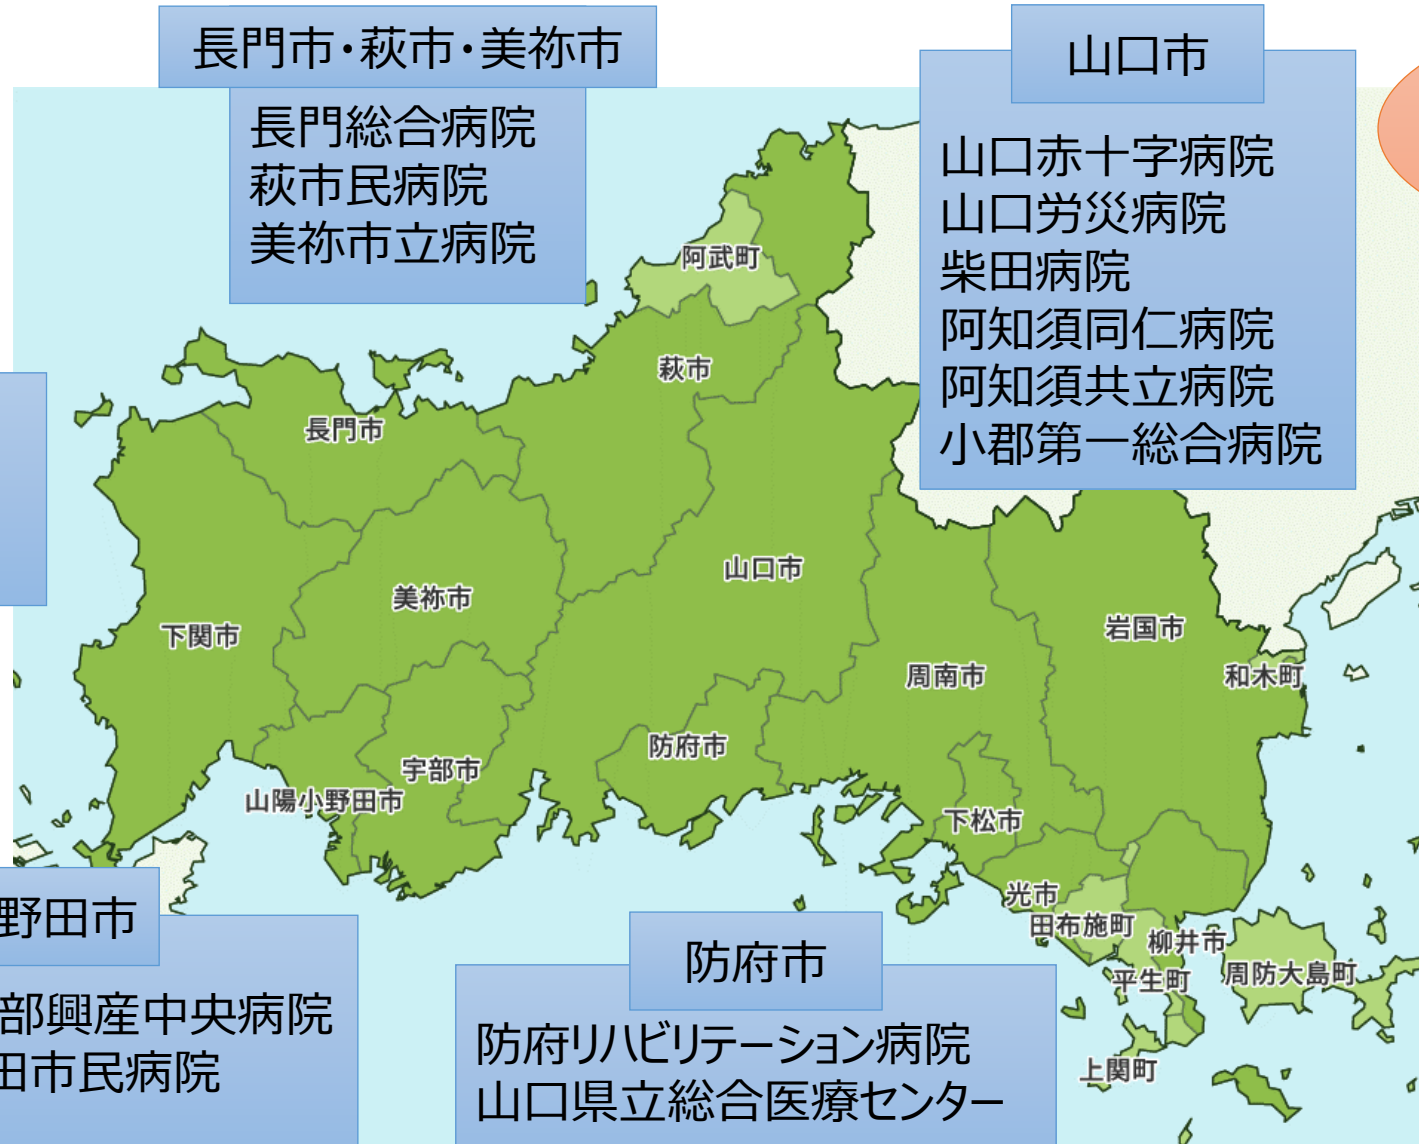 長門市・萩市・美祢市
長門総合病院
萩市民病院
美祢市立病院
山口市
山口赤十字病院
山口労災病院
柴田病院
阿知須同仁病院
阿知須共立病院
小郡第一総合病院
阿武町
萩市
長門市
山口市
美祢市
下関市
岩国市
和木町
周南市
防府市
宇部市
山陽小野田市
下松市
光市
田布施町
柳井市
平生町
周防大島町
上関町
野田市
部興産中央病院
田市民病院
防府市
防府リハビリテーション病院
山口県立総合医療センター